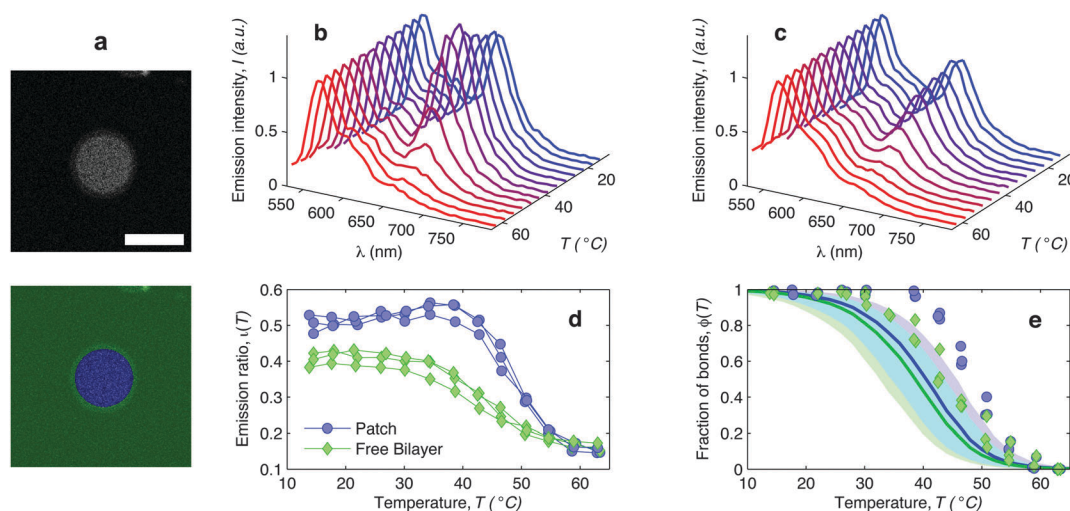 a
b
Emission intensity, I (a.u.)
1
0.5
0
550
600
650
700
750
λ (nm)
20
40
60
T (°C)
c
Emission intensity, I (a.u.)
1
0.5
0
550
600
650
700
750
λ (nm)
20
40
60
T (°C)
d
Emission ratio, ι(T)
0.6
0.5
0.4
0.3
0.2
0.1
Patch
Free Bilayer
10 20 30 40 50 60
Temperature, T (°C)
e
Fraction of bonds, ϕ(T)
1
0.8
0.6
0.4
0.2
0
10 20 30 40 50 60
Temperature, T (°C)